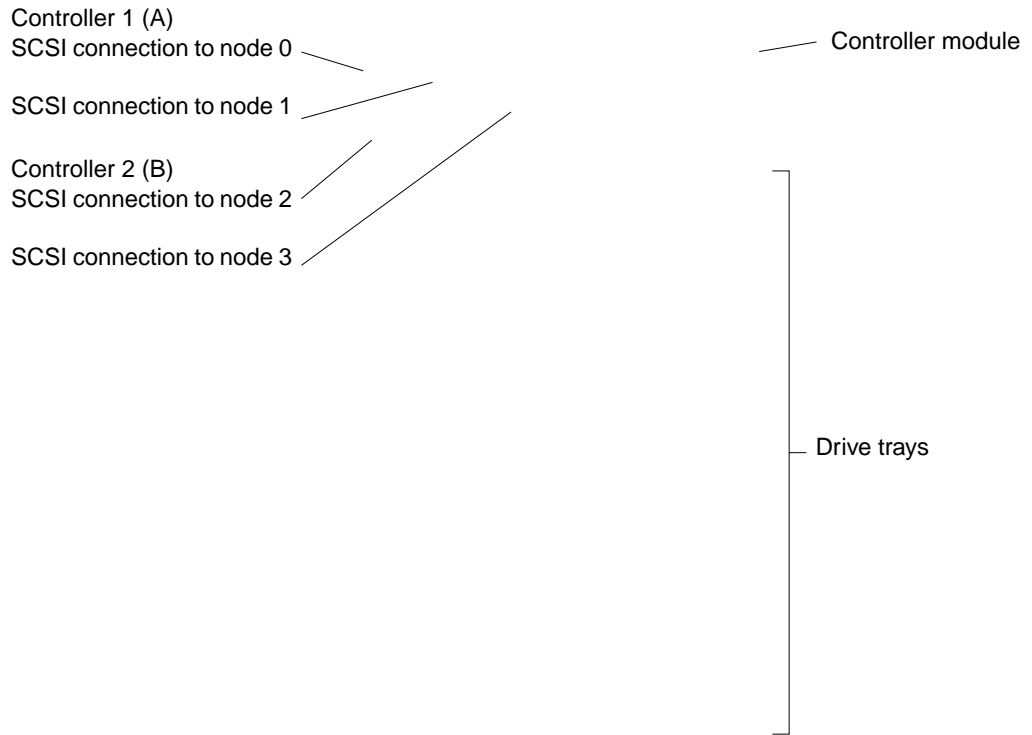 Controller 1 (A)
SCSI connection to node 0
Controller module
SCSI connection to node 1
Controller 2 (B)
SCSI connection to node 2
SCSI connection to node 3
Drive trays